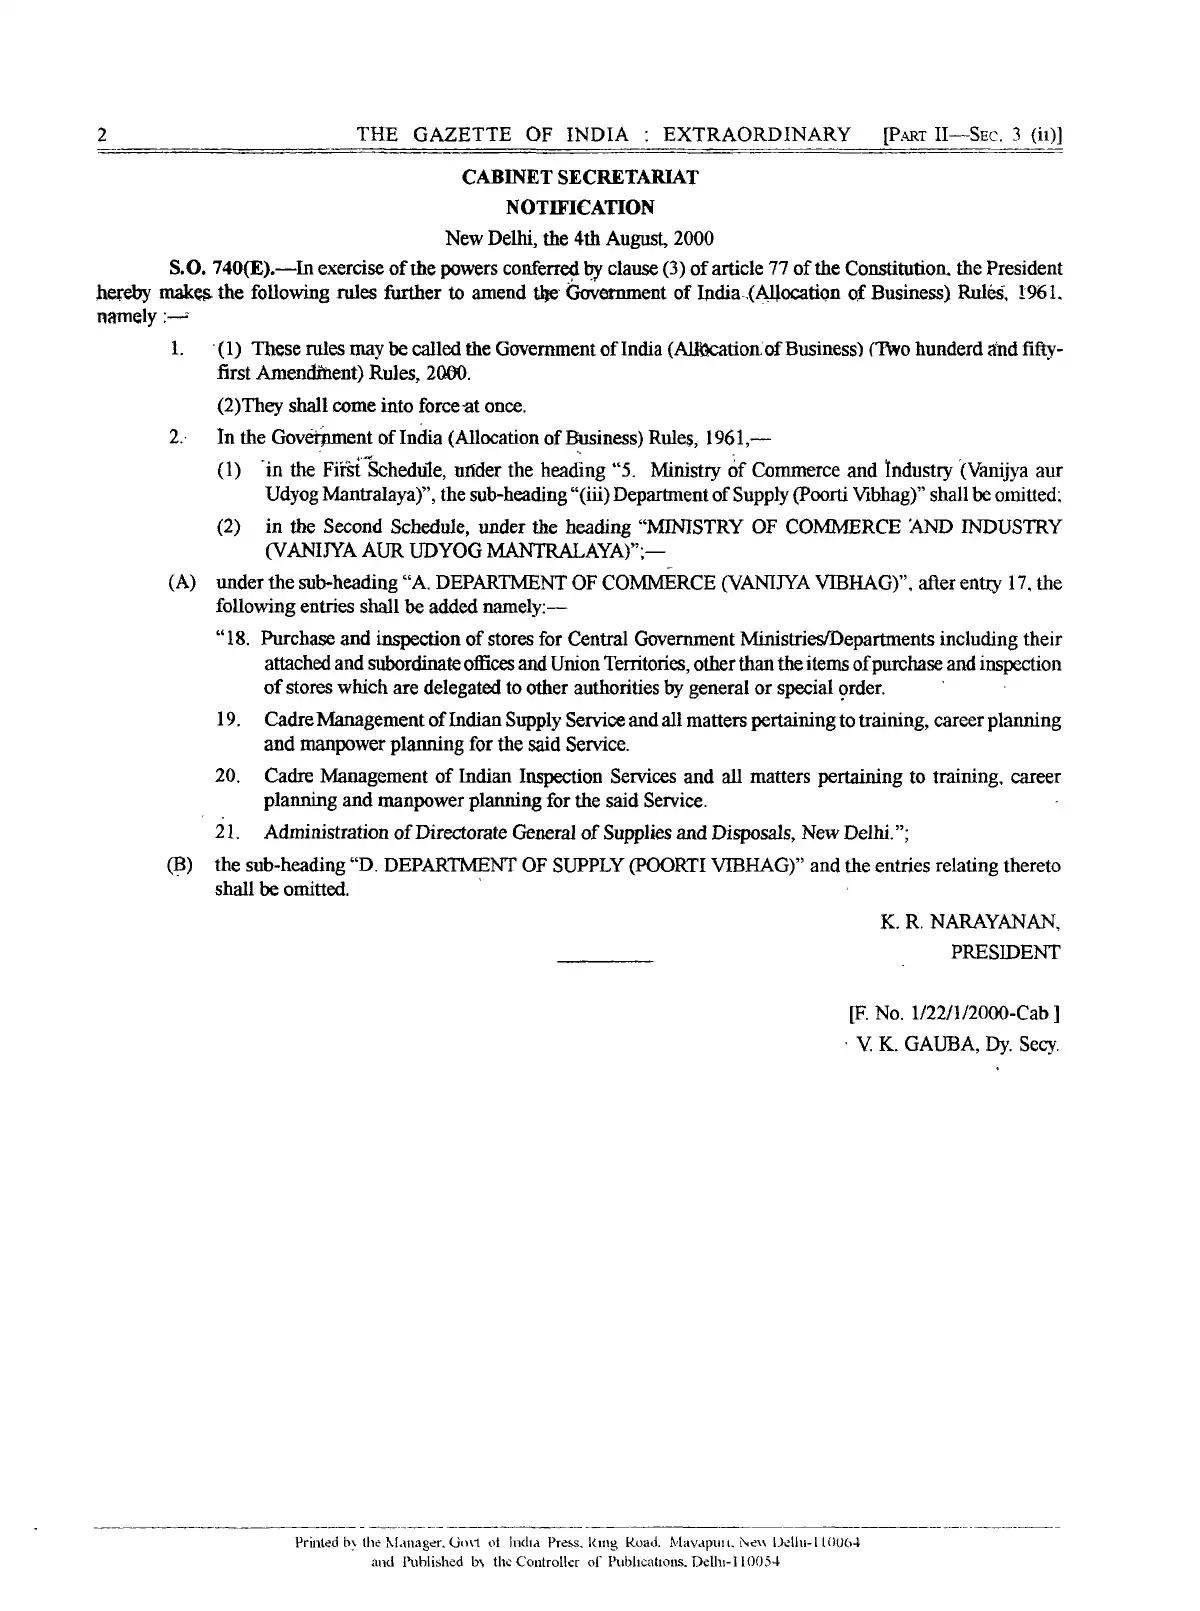 2 THE GAZETTE OF INDIA : EXTRAORDINARY [PART II—SEC. 3 (ii)]
CABINET SECRETARIAT
NOTIFICATION
New Delhi, the 4th August, 2000
S.O. 740(E).—In exercise of the powers conferred by clause (3) of article 77 of the Constitution, the President
hereby makes the following rules further to amend the Government of India (Allocation of Business) Rules, 1961,
namely :—
1. (1) These rules may be called the Government of India (Allocation of Business) (Two hunderd and fifty-
first Amendment) Rules, 2000.
(2)They shall come into force at once.
2. In the Government of India (Allocation of Business) Rules, 1961,—
(1) in the First Schedule, under the heading “5. Ministry of Commerce and Industry (Vanijya aur
Udyog Mantralaya)”, the sub-heading “(iii) Department of Supply (Poorti Vibhag)” shall be omitted;
(2) in the Second Schedule, under the heading “MINISTRY OF COMMERCE AND INDUSTRY
(VANIJYA AUR UDYOG MANTRALAYA)”;—
(A) under the sub-heading “A. DEPARTMENT OF COMMERCE (VANIJYA VIBHAG)”, after entry 17, the
following entries shall be added namely:—
“18. Purchase and inspection of stores for Central Government Ministries/Departments including their
attached and subordinate offices and Union Territories, other than the items of purchase and inspection
of stores which are delegated to other authorities by general or special order.
19. Cadre Management of Indian Supply Service and all matters pertaining to training, career planning
and manpower planning for the said Service.
20. Cadre Management of Indian Inspection Services and all matters pertaining to training, career
planning and manpower planning for the said Service.
21. Administration of Directorate General of Supplies and Disposals, New Delhi.”;
(B) the sub-heading “D. DEPARTMENT OF SUPPLY (POORTI VIBHAG)” and the entries relating thereto
shall be omitted.
K. R. NARAYANAN,
PRESIDENT
[F. No. 1/22/1/2000-Cab ]
V. K. GAUBA, Dy. Secy.
Printed by the Manager, Govt of India Press, Ring Road, Mayapuri, New Delhi-110064
and Published by the Controller of Publications, Delhi-110054